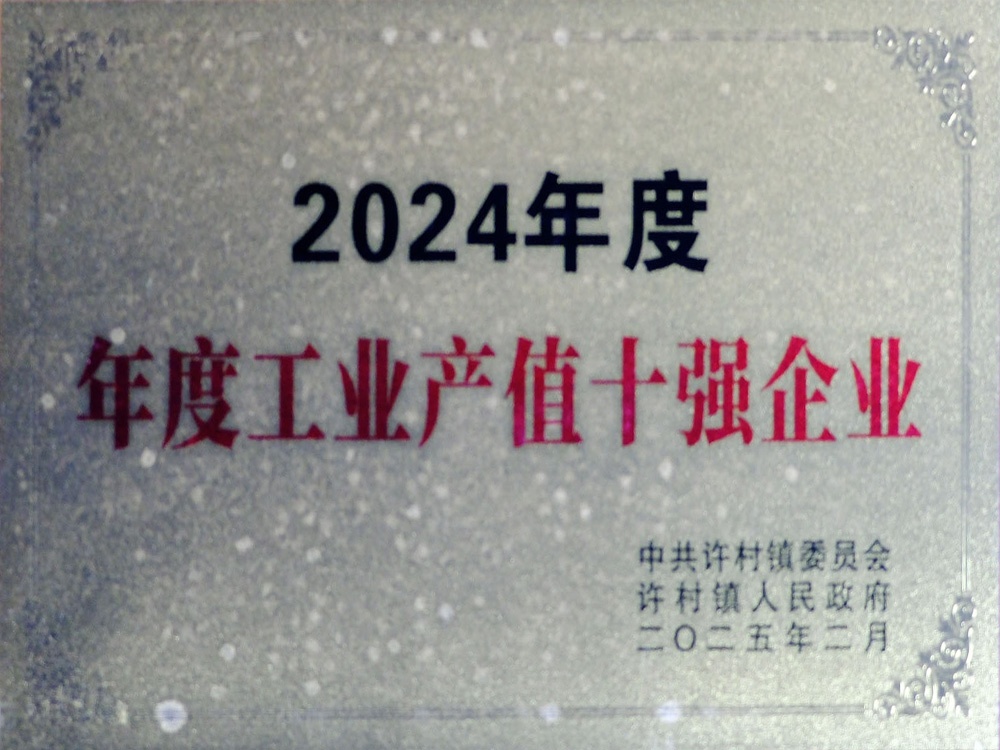 2024年度
年度工业产值十强企业
中共许村镇委员会
许村镇人民政府
二〇二五年二月